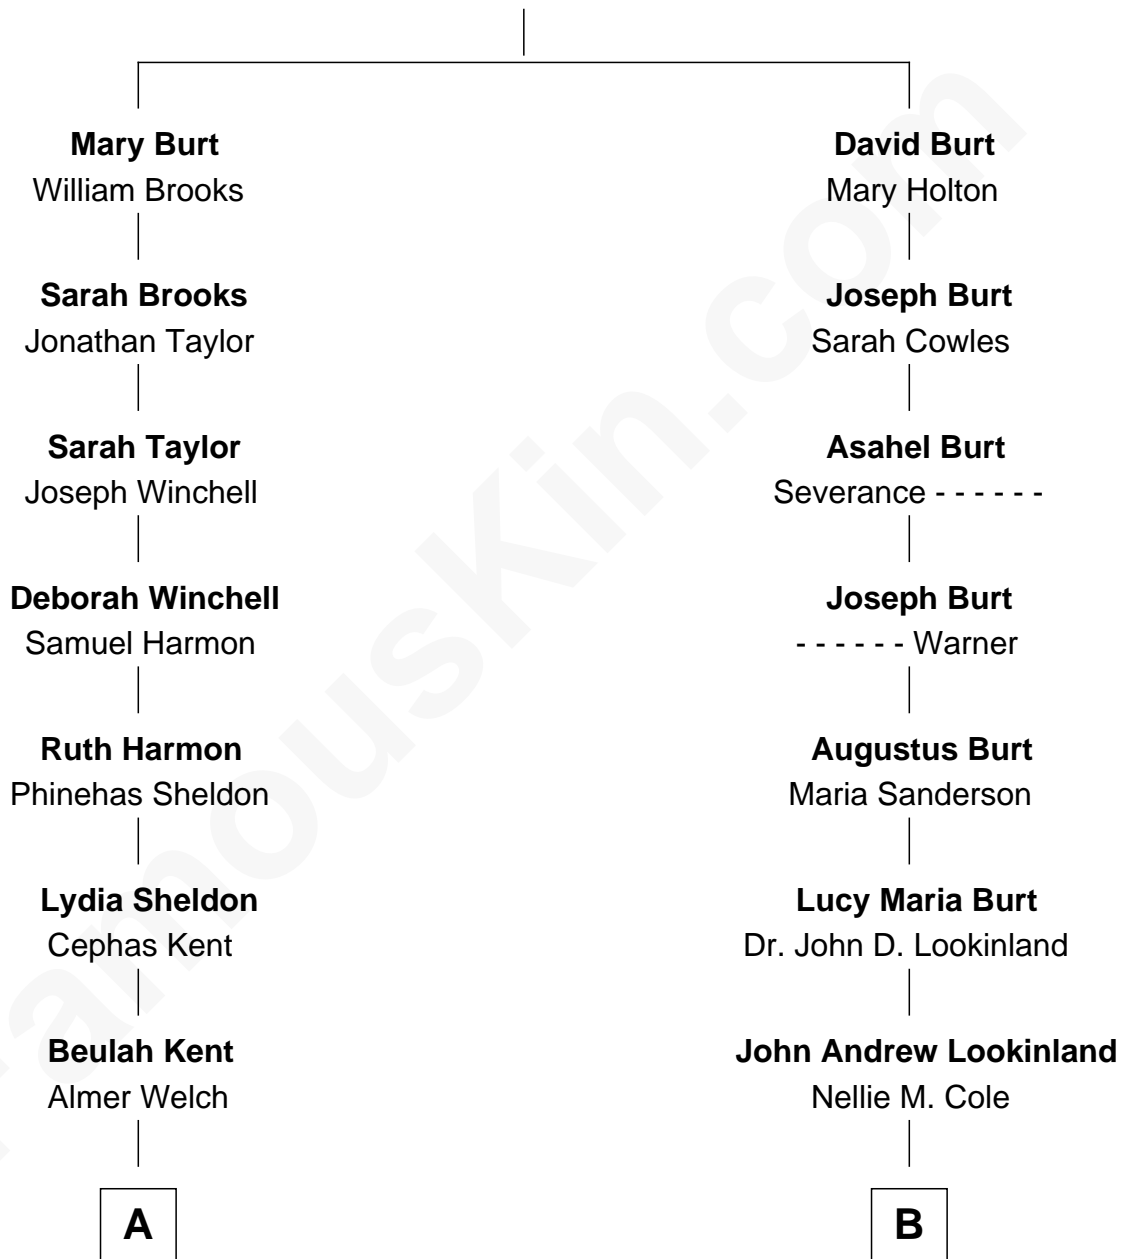 Mary Burt
William Brooks
Sarah Brooks
Jonathan Taylor
Sarah Taylor
Joseph Winchell
Deborah Winchell
Samuel Harmon
Ruth Harmon
Phinehas Sheldon
Lydia Sheldon
Cephas Kent
Beulah Kent
Almer Welch
A
David Burt
Mary Holton
Joseph Burt
Sarah Cowles
Asahel Burt
Severance - - - - - -
Joseph Burt
- - - - - - Warner
Augustus Burt
Maria Sanderson
Lucy Maria Burt
Dr. John D. Lookinland
John Andrew Lookinland
Nellie M. Cole
B
FamousKin.com